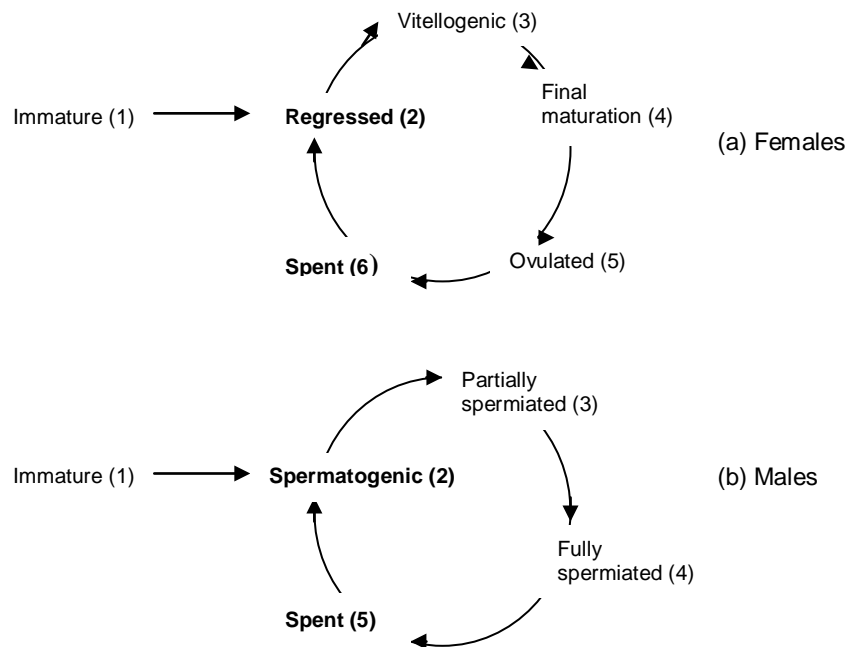 Vitellogenic (3)
Immature (1)
Regressed (2)
Final
maturation (4)
(a) Females
Spent (6)
Ovulated (5)
Partially
spermiated (3)
Immature (1)
Spermatogenic (2)
(b) Males
Fully
spermiated (4)
Spent (5)